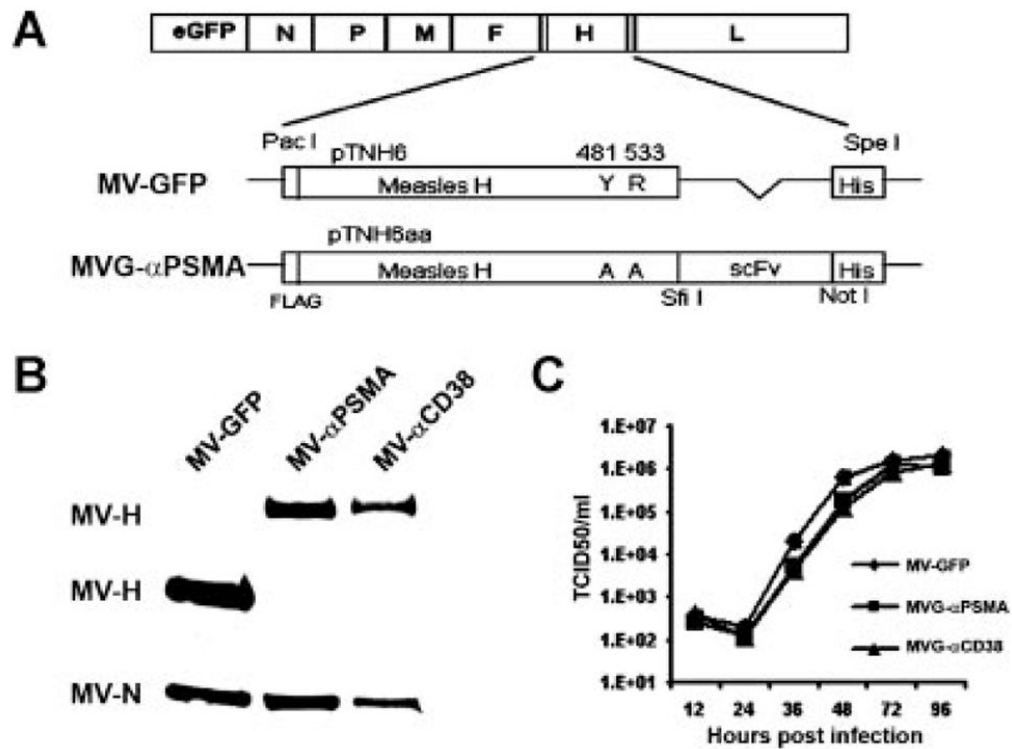 A
eGFP N P M F H L
Pac I Spe I
pTNH6 481 533
MV-GFP Measles H Y R His
pTNH6aa
MVG-αPSMA Measles H A A scFv His
FLAG Sfi I Not I
B
MV-GFP MV-αPSMA MV-αCD38
MV-H
MV-H
MV-N
C
TCID50/ml
1.E+07
1.E+06
1.E+05
1.E+04
1.E+03
1.E+02
1.E+01
12 24 36 48 72 96
Hours post infection
MV-GFP
MVG-αPSMA
MVG-αCD38